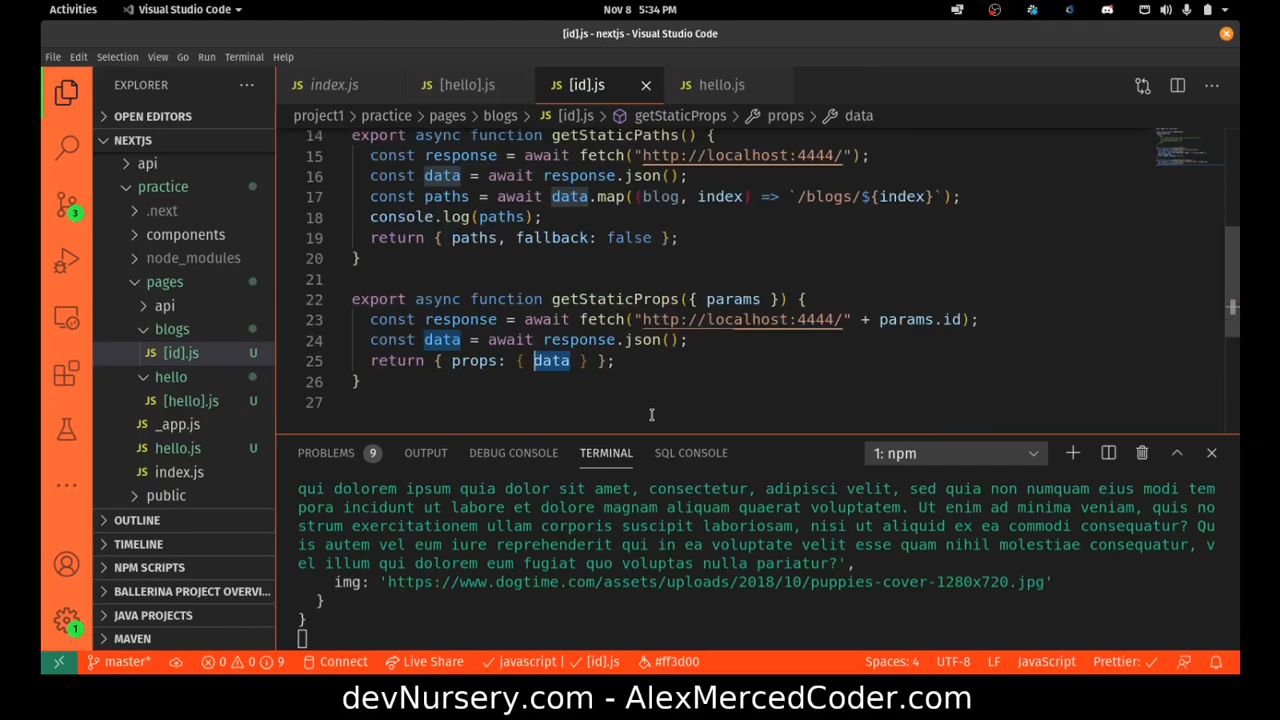 Activities
Visual Studio Code
Nov 8  5:34 PM
[id].js - nextjs - Visual Studio Code
File Edit Selection View Go Run Terminal Help
EXPLORER
index.js
[hello].js
[id].js
hello.js
OPEN EDITORS
project1 practice pages blogs [id].js getStaticProps props data
NEXTJS
api
practice
.next
components
node_modules
pages
api
blogs
[id].js U
hello
[hello].js U
_app.js
hello.js U
index.js
public
OUTLINE
TIMELINE
NPM SCRIPTS
BALLERINA PROJECT OVERVI...
JAVA PROJECTS
MAVEN
3
1
14 export async function getStaticPaths() {
15 const response = await fetch("http://localhost:4444/");
16 const data = await response.json();
17 const paths = await data.map((blog, index) => `/blogs/${index}`);
18 console.log(paths);
19 return { paths, fallback: false };
20 }
21
22 export async function getStaticProps({ params }) {
23 const response = await fetch("http://localhost:4444/" + params.id);
24 const data = await response.json();
25 return { props: { data } };
26 }
27
PROBLEMS 9 OUTPUT DEBUG CONSOLE TERMINAL SQL CONSOLE 1: npm
qui dolorem ipsum quia dolor sit amet, consectetur, adipisci velit, sed quia non numquam eius modi tem
pora incidunt ut labore et dolore magnam aliquam quaerat voluptatem. Ut enim ad minima veniam, quis no
strum exercitationem ullam corporis suscipit laboriosam, nisi ut aliquid ex ea commodi consequatur? Qu
is autem vel eum iure reprehenderit qui in ea voluptate velit esse quam nihil molestiae consequatur, v
el illum qui dolorem eum fugiat quo voluptas nulla pariatur?',
img: 'https://www.dogtime.com/assets/uploads/2018/10/puppies-cover-1280x720.jpg'
}
}
master* 0 0 9 Connect Live Share javascript | [id].js #ff3d00 Spaces: 4 UTF-8 LF JavaScript Prettier:
devNursery.com - AlexMercedCoder.com